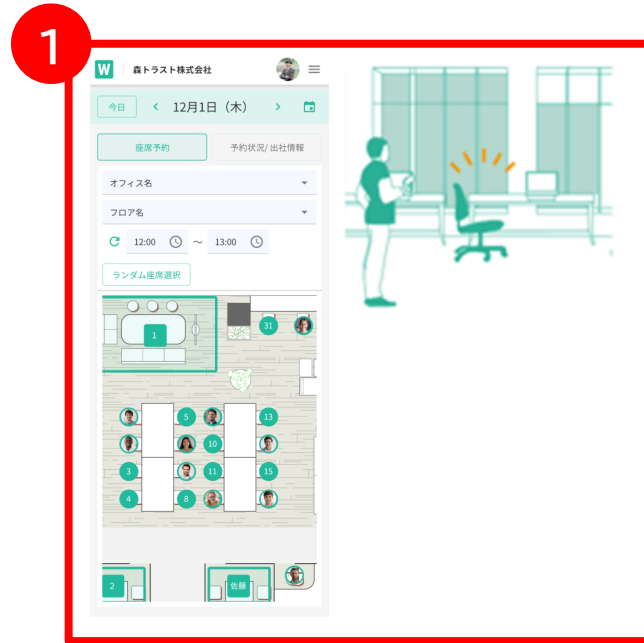 1
W 森トラスト株式会社
今日 < 12月1日（木） >
座席予約 予約状況/ 出社情報
オフィス名
フロア名
12:00 ～ 13:00
ランダム座席選択
1
31
5 13
10
3 11 15
4 8
2 佐藤